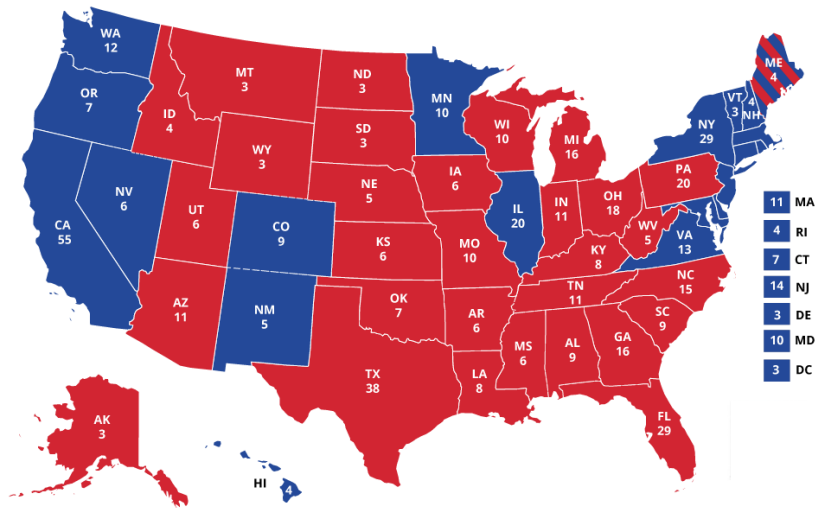 WA
12
OR
7
CA
55
NV
6
ID
4
MT
3
WY
3
UT
6
AZ
11
CO
9
NM
5
ND
3
SD
3
NE
5
KS
6
OK
7
TX
38
MN
10
IA
6
MO
10
AR
6
LA
8
WI
10
IL
20
MI
16
IN
11
OH
18
KY
8
TN
11
MS
6
AL
9
GA
16
FL
29
SC
9
NC
15
VA
13
WV
5
PA
20
NY
29
VT
3
4
NH
ME
4
AK
3
HI
4
11 MA
4 RI
7 CT
14 NJ
3 DE
10 MD
3 DC